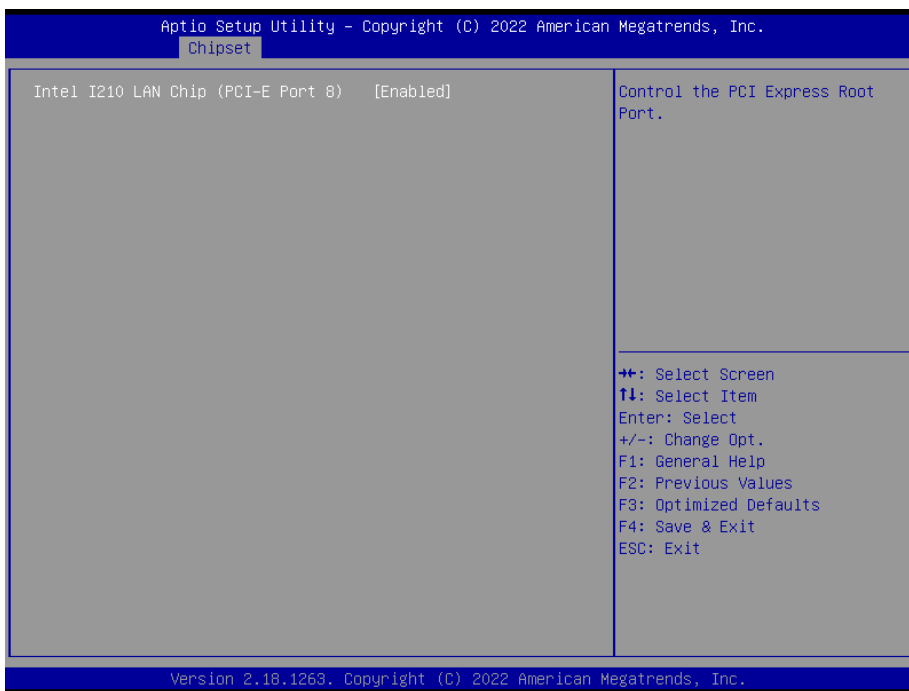 Aptio Setup Utility – Copyright (C) 2022 American Megatrends, Inc.
Chipset
Intel I210 LAN Chip (PCI-E Port 8) [Enabled]
Control the PCI Express Root
Port.
→←: Select Screen
↑↓: Select Item
Enter: Select
+/-: Change Opt.
F1: General Help
F2: Previous Values
F3: Optimized Defaults
F4: Save & Exit
ESC: Exit
Version 2.18.1263. Copyright (C) 2022 American Megatrends, Inc.